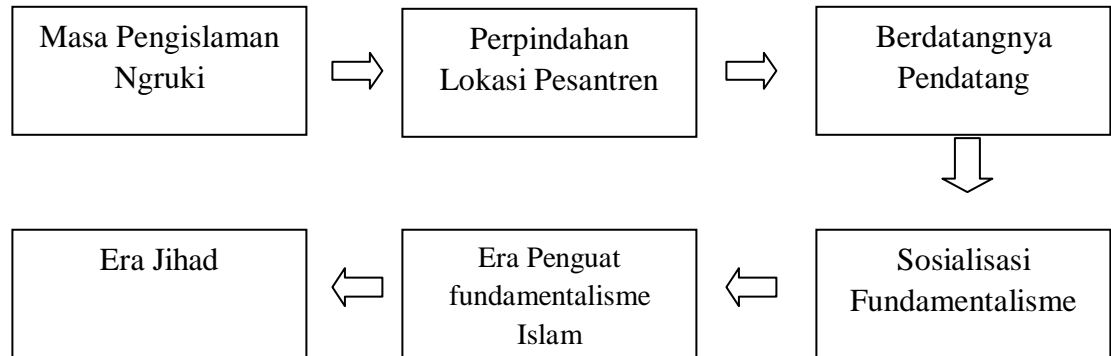 Masa Pengislaman
Ngruki
Perpindahan
Lokasi Pesantren
Berdatangnya
Pendatang
Sosialisasi
Fundamentalisme
Era Penguat
fundamentalisme
Islam
Era Jihad